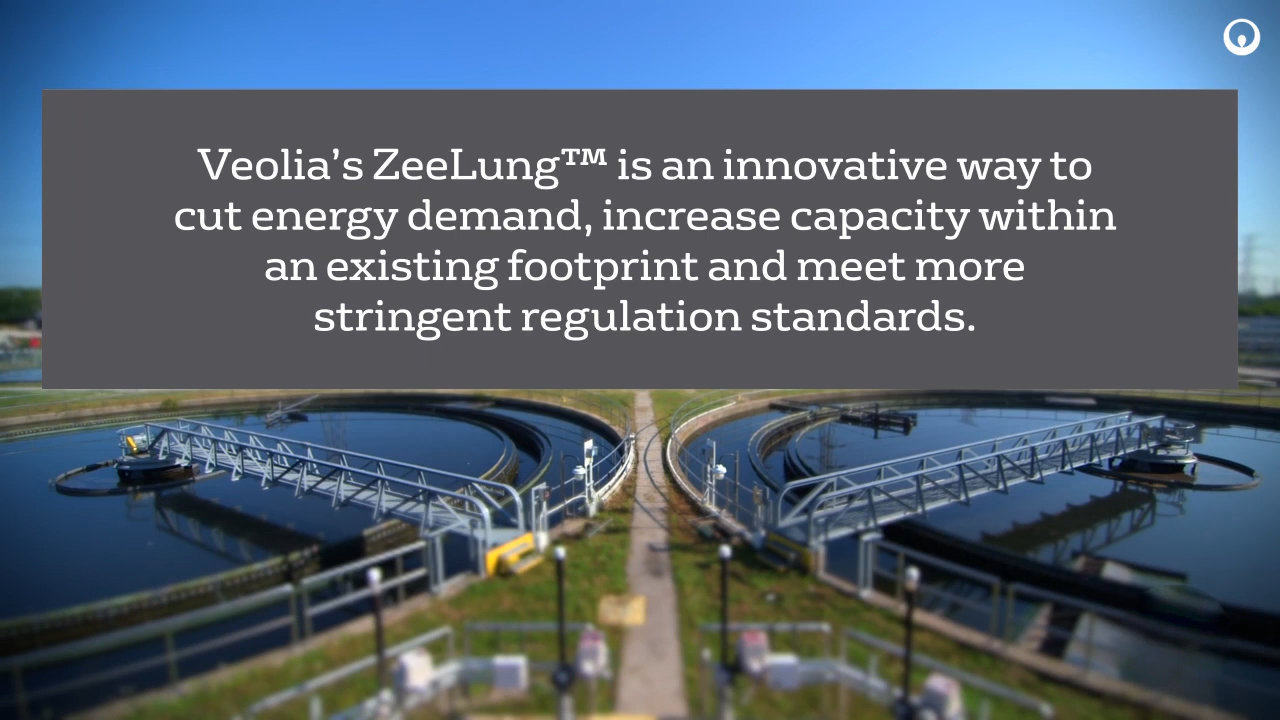 Veolia’s ZeeLung™ is an innovative way to
cut energy demand, increase capacity within
an existing footprint and meet more
stringent regulation standards.